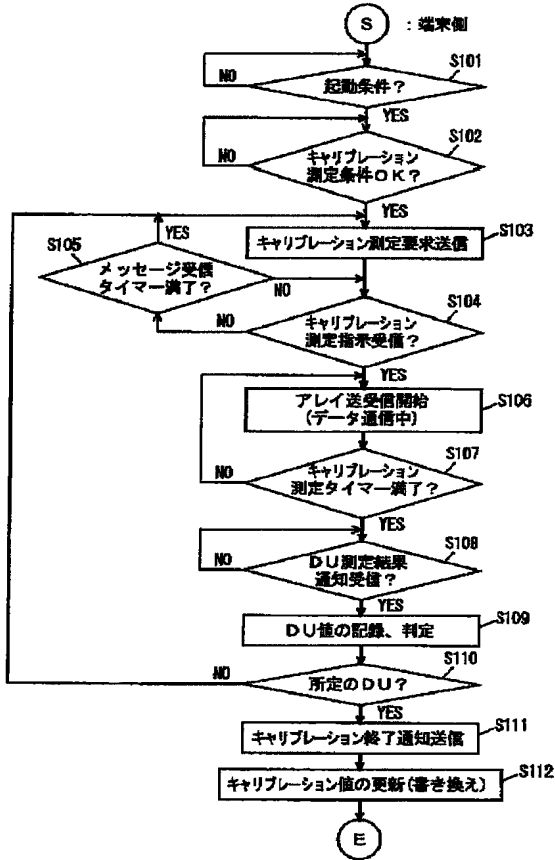 S
：端末側
S101
起動条件？
NO
YES
S102
キャリブレーション
測定条件OK？
NO
YES
S103
キャリブレーション測定要求送信
S105
YES
メッセージ受信
タイマー満了？
NO
S104
キャリブレーション
測定指示受信？
NO
YES
S106
アレイ送受信開始
(データ通信中)
S107
キャリブレーション
測定タイマー満了？
NO
YES
S108
DU測定結果
通知受信？
NO
YES
S109
DU値の記録、判定
S110
所定のDU？
NO
YES
S111
キャリブレーション終了通知送信
S112
キャリブレーション値の更新(書き換え)
E